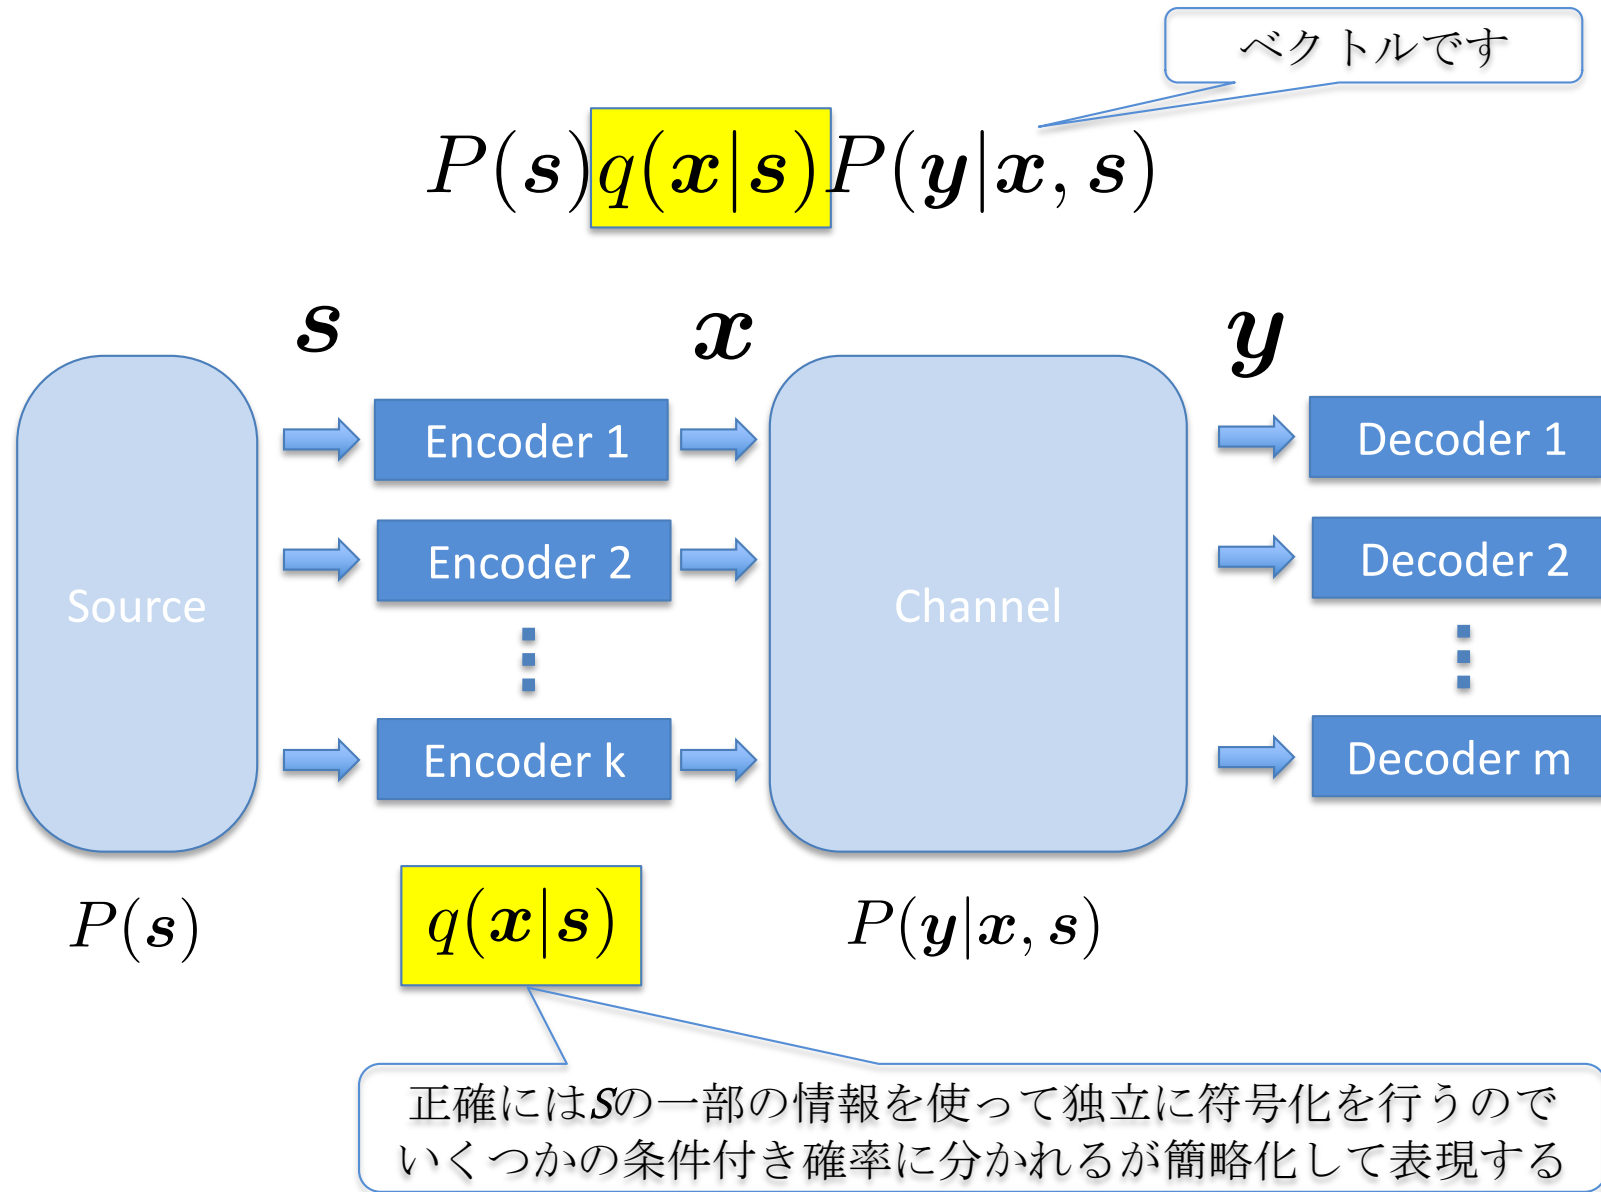 ベクトルです
P(s)q(x|s)P(y|x, s)
s x y
Source
Encoder 1
Encoder 2
Encoder k
Channel
Decoder 1
Decoder 2
Decoder m
P(s) q(x|s) P(y|x, s)
正確にはsの一部の情報を使って独立に符号化を行うので
いくつかの条件付き確率に分かれるが簡略化して表現する